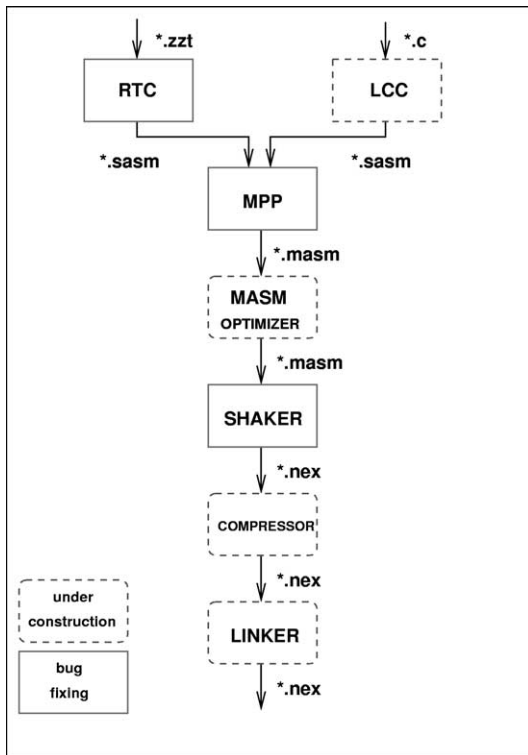 *.zzt
*.c
RTC
LCC
*.sasm
*.sasm
MPP
*.masm
MASM
OPTIMIZER
*.masm
SHAKER
*.nex
COMPRESSOR
*.nex
LINKER
*.nex
under
construction
bug
fixing